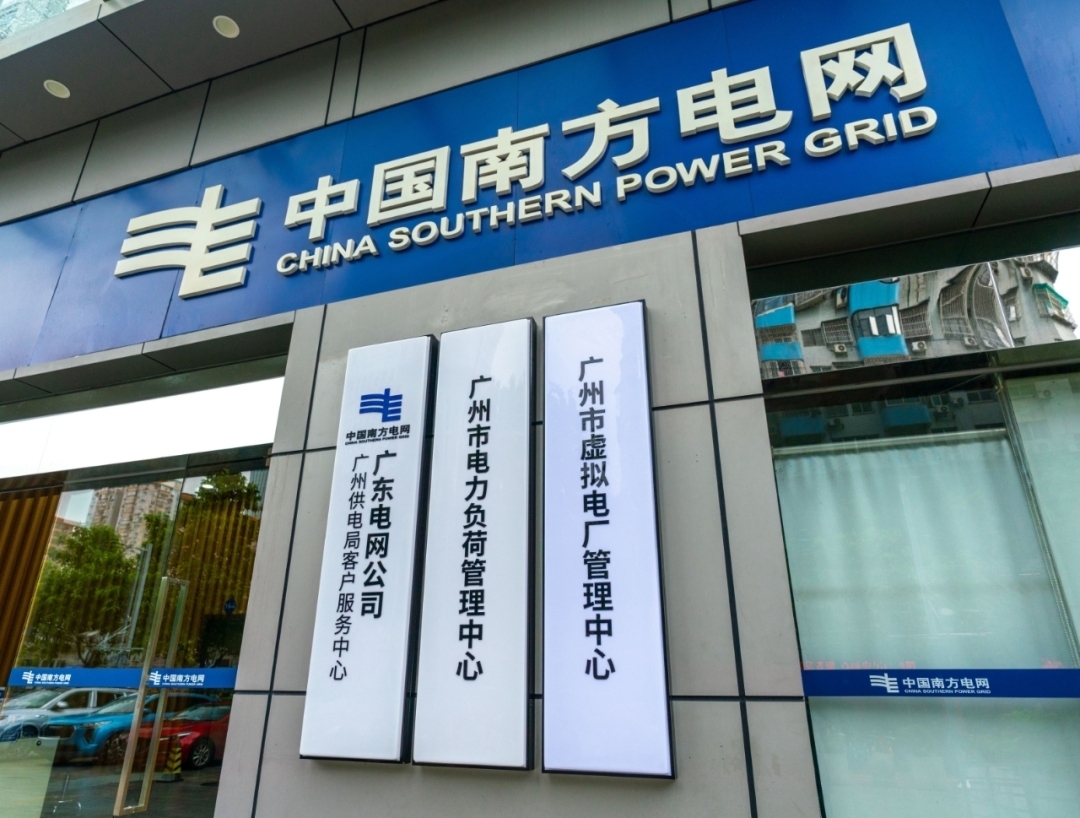 中国南方电网
CHINA SOUTHERN POWER GRID
中国南方电网
CHINA SOUTHERN POWER GRID
广东电网公司
广州供电局客户服务中心
广州市电力负荷管理中心
广州市虚拟电厂管理中心
中国南方电网
中国南方电网
中国南方电网
CHINA SOUTHERN POWER GRID